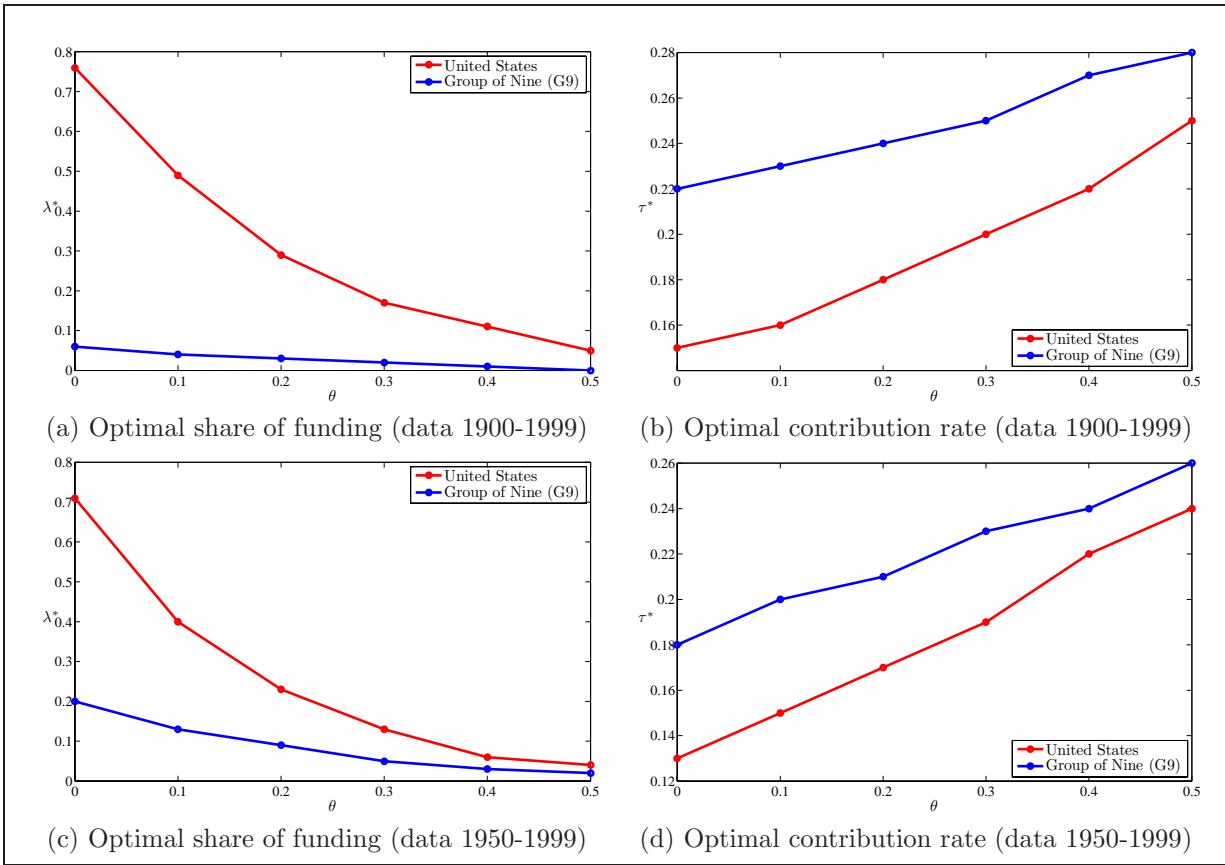 0.8
0.7
0.6
0.5
λ*
0.4
0.3
0.2
0.1
0
0 0.1 0.2 0.3 0.4 0.5
θ
United States
Group of Nine (G9)
(a) Optimal share of funding (data 1900-1999)
0.28
0.26
0.24
0.22
τ*
0.2
0.18
0.16
0 0.1 0.2 0.3 0.4 0.5
θ
United States
Group of Nine (G9)
(b) Optimal contribution rate (data 1900-1999)
0.8
0.7
0.6
0.5
λ*
0.4
0.3
0.2
0.1
0
0 0.1 0.2 0.3 0.4 0.5
θ
United States
Group of Nine (G9)
(c) Optimal share of funding (data 1950-1999)
0.26
0.24
0.22
0.2
τ*
0.18
0.16
0.14
0.12
0 0.1 0.2 0.3 0.4 0.5
θ
United States
Group of Nine (G9)
(d) Optimal contribution rate (data 1950-1999)